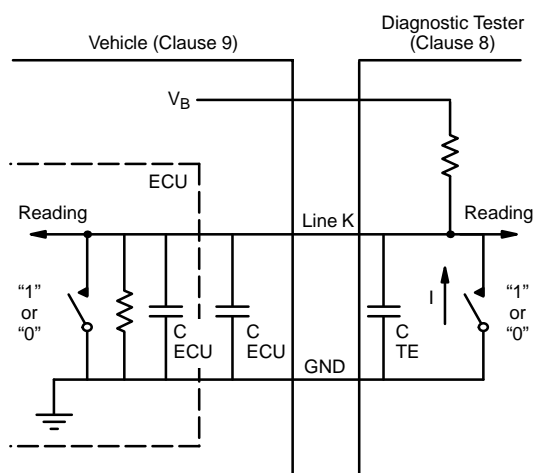 Diagnostic Tester
Vehicle (Clause 9)
(Clause 8)
VB
ECU
Reading
Line K
Reading
“1”
or
“0”
C
ECU
C
ECU
C
TE
I
“1”
or
“0”
GND